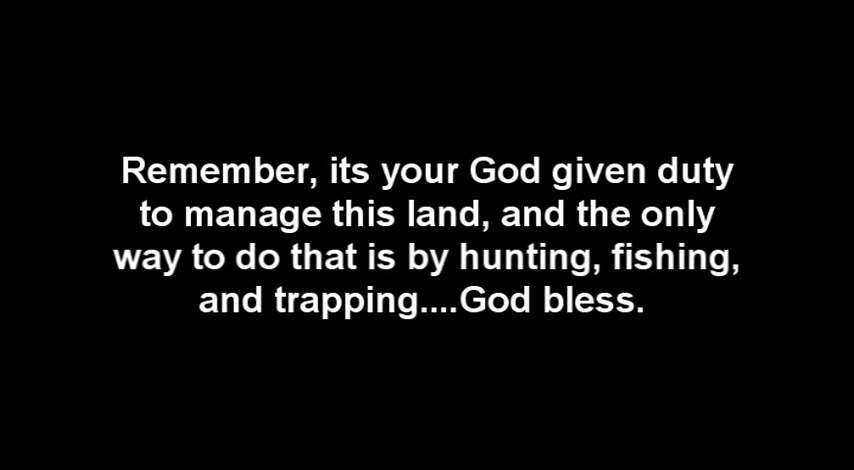 Remember, its your God given duty
to manage this land, and the only
way to do that is by hunting, fishing,
and trapping....God bless.